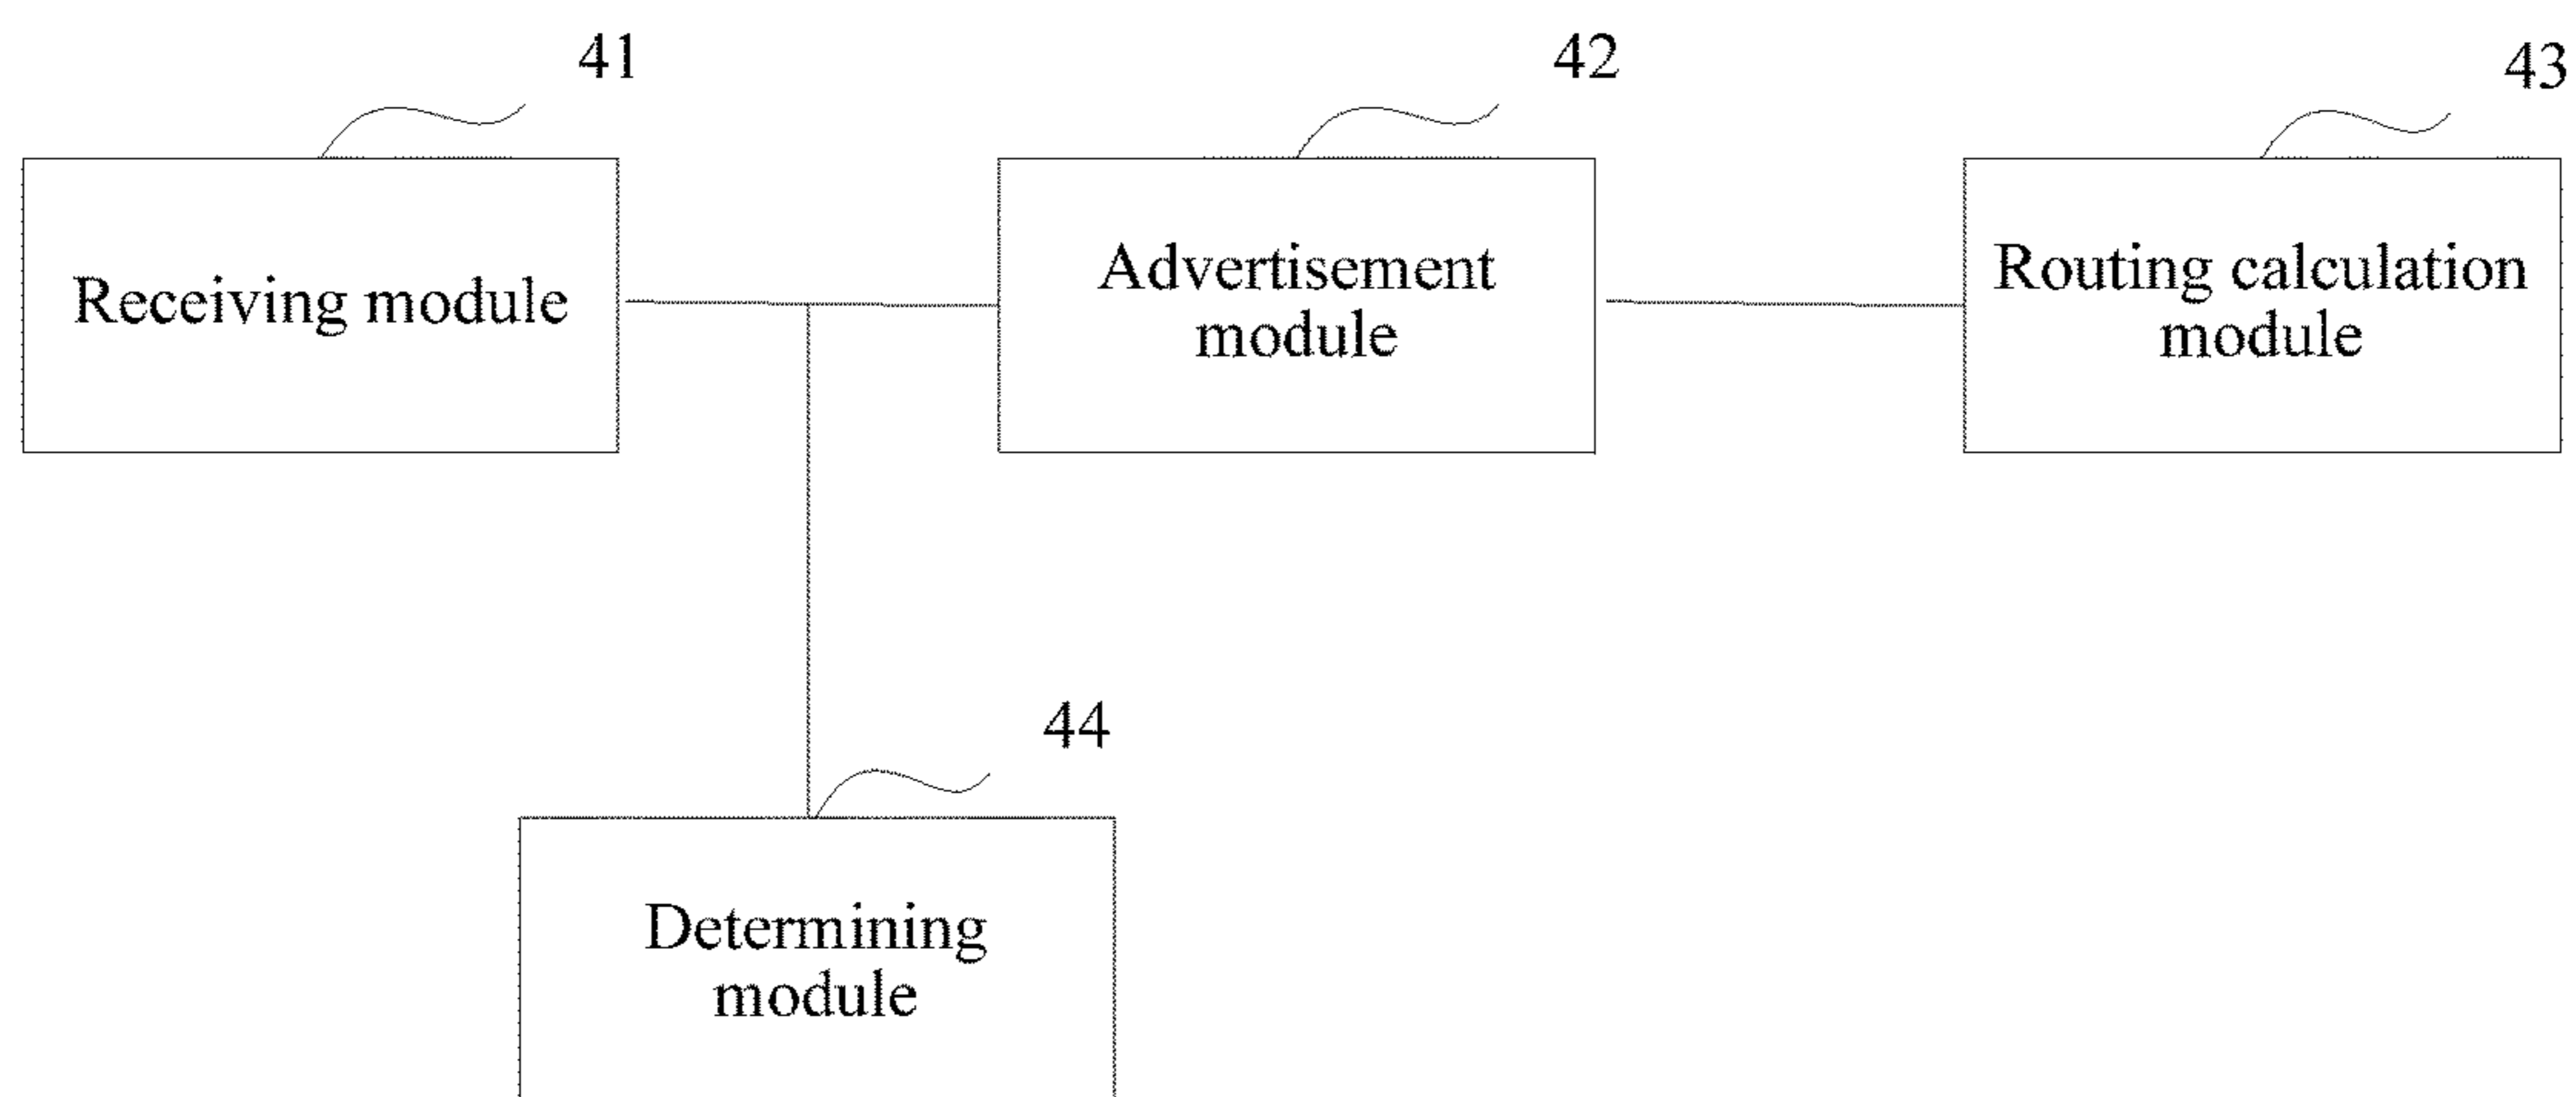 41
42
43
Receiving module
Advertisement
module
Routing calculation
module
44
Determining
module